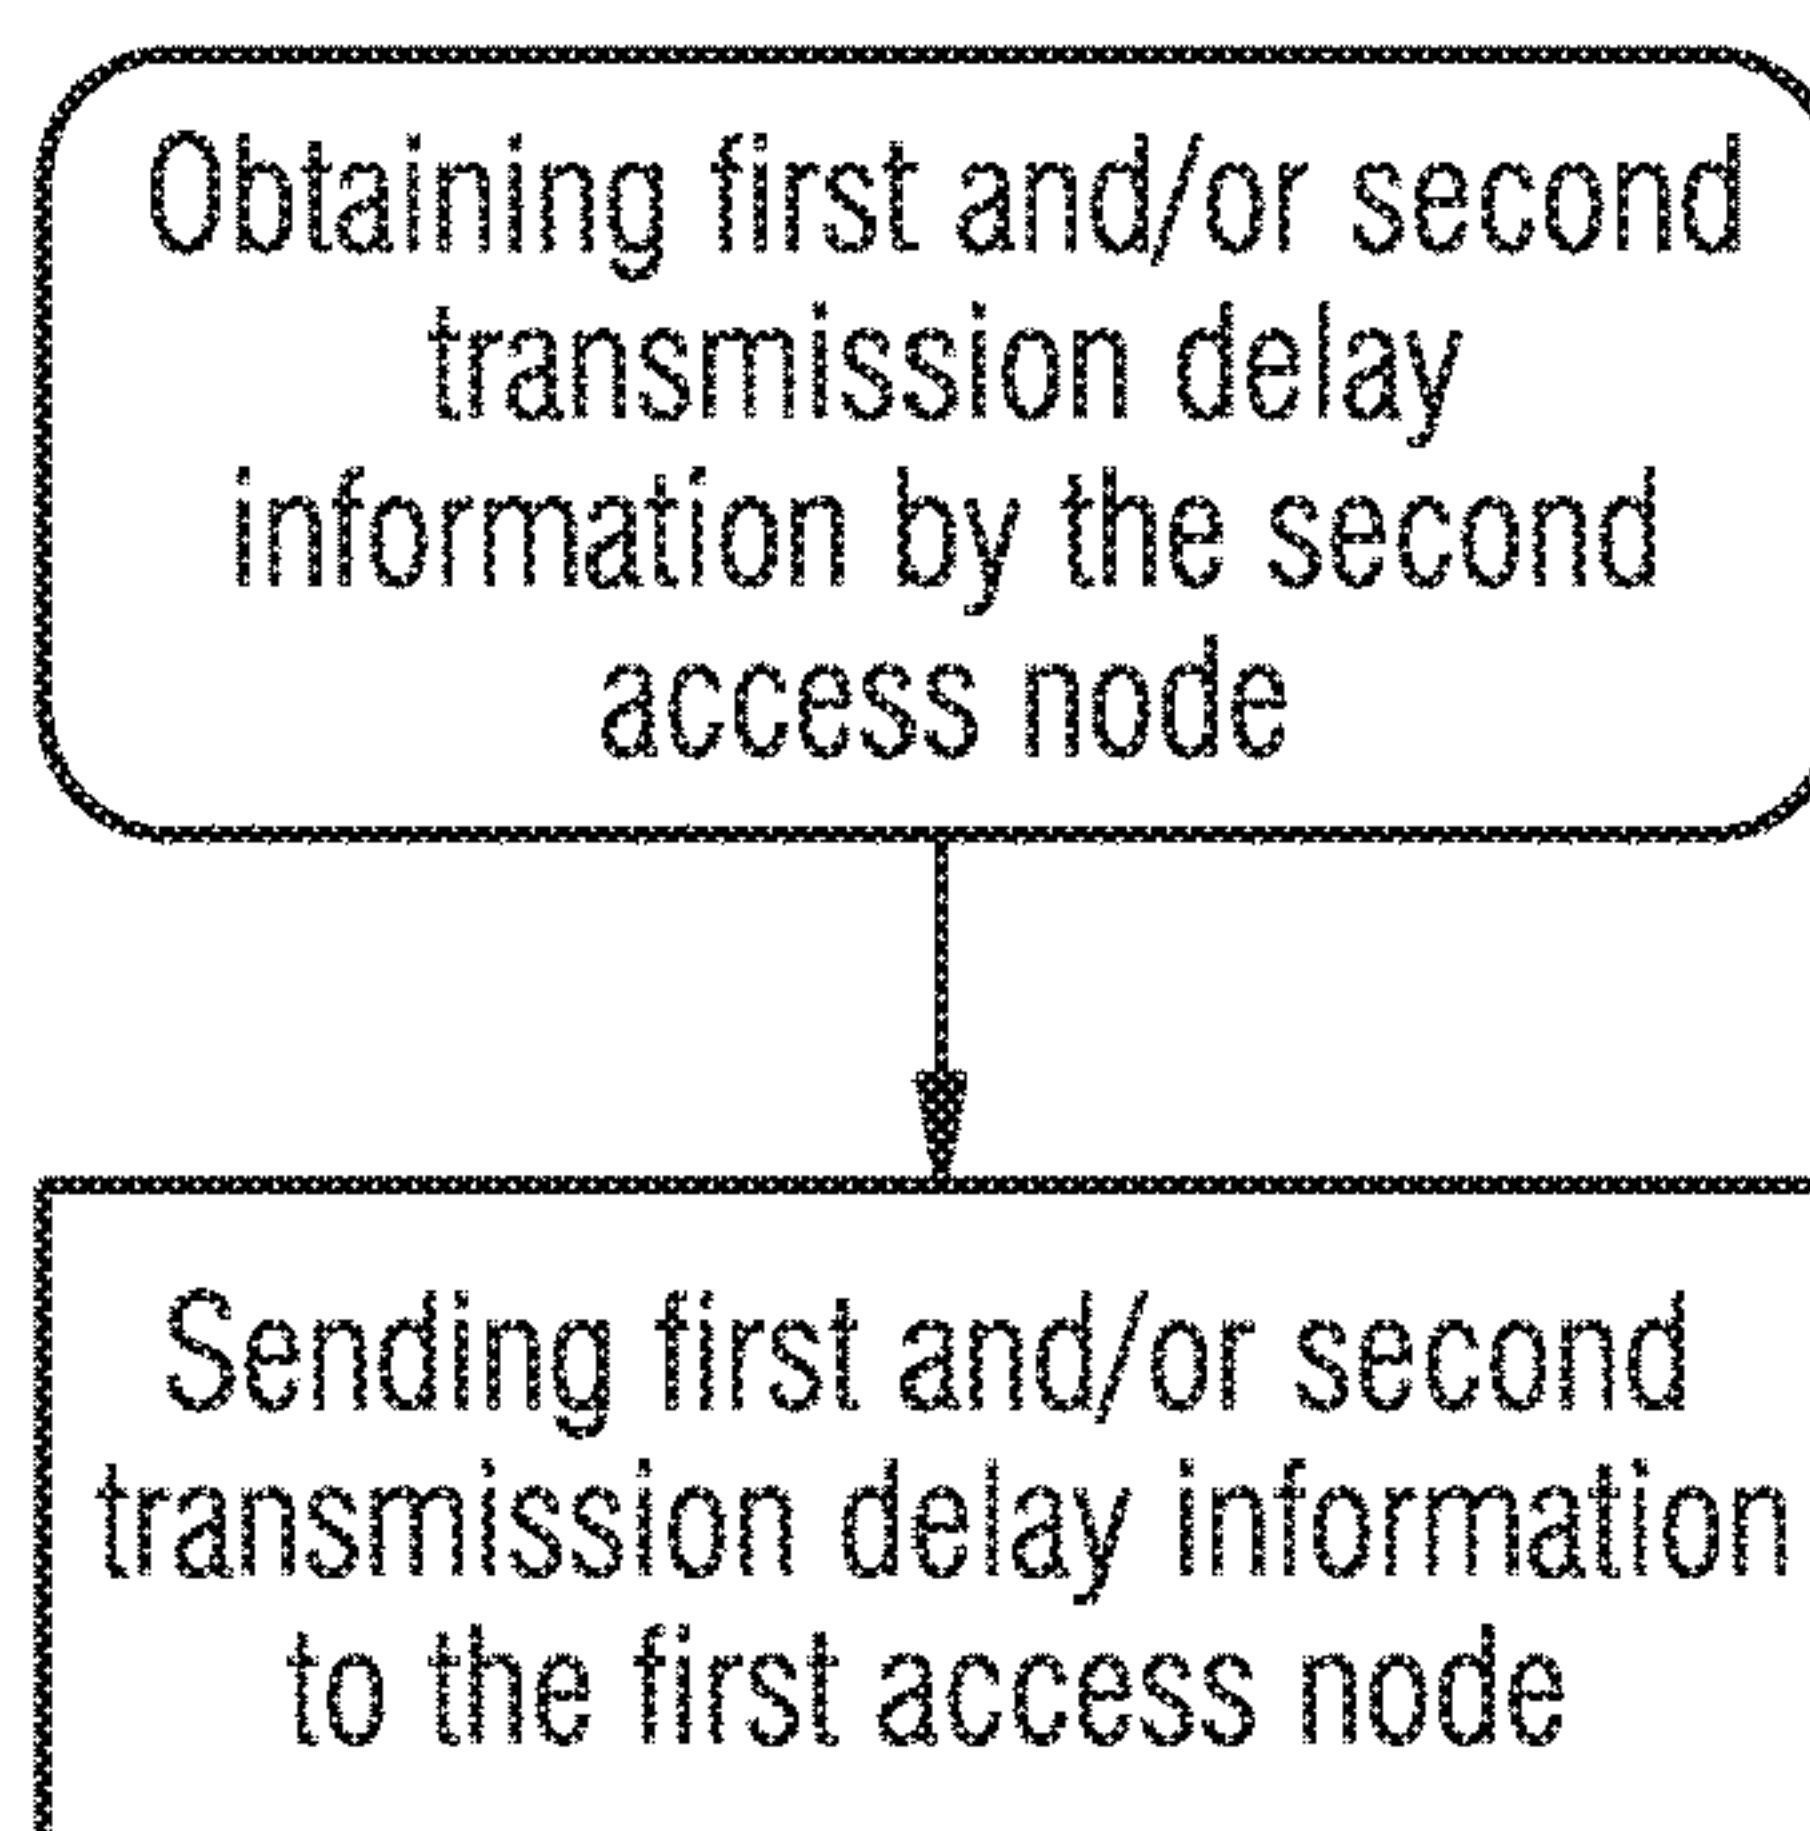 Obtaining first and/or second
transmission delay
information by the second
access node
Sending first and/or second
transmission delay information
to the first access node